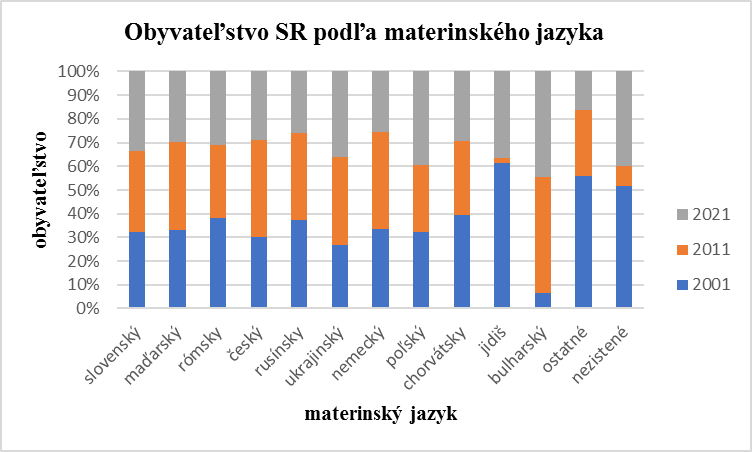 Obyvateľstvo SR podľa materinského jazyka
100%
90%
80%
70%
60%
50%
40%
30%
20%
10%
0%
obyvateľstvo
slovenský
maďarský
rómsky
český
rusínsky
ukrajinský
nemecký
poľský
chorvátsky
jidiš
bulharský
ostatné
nezistené
materinský jazyk
2021
2011
2001